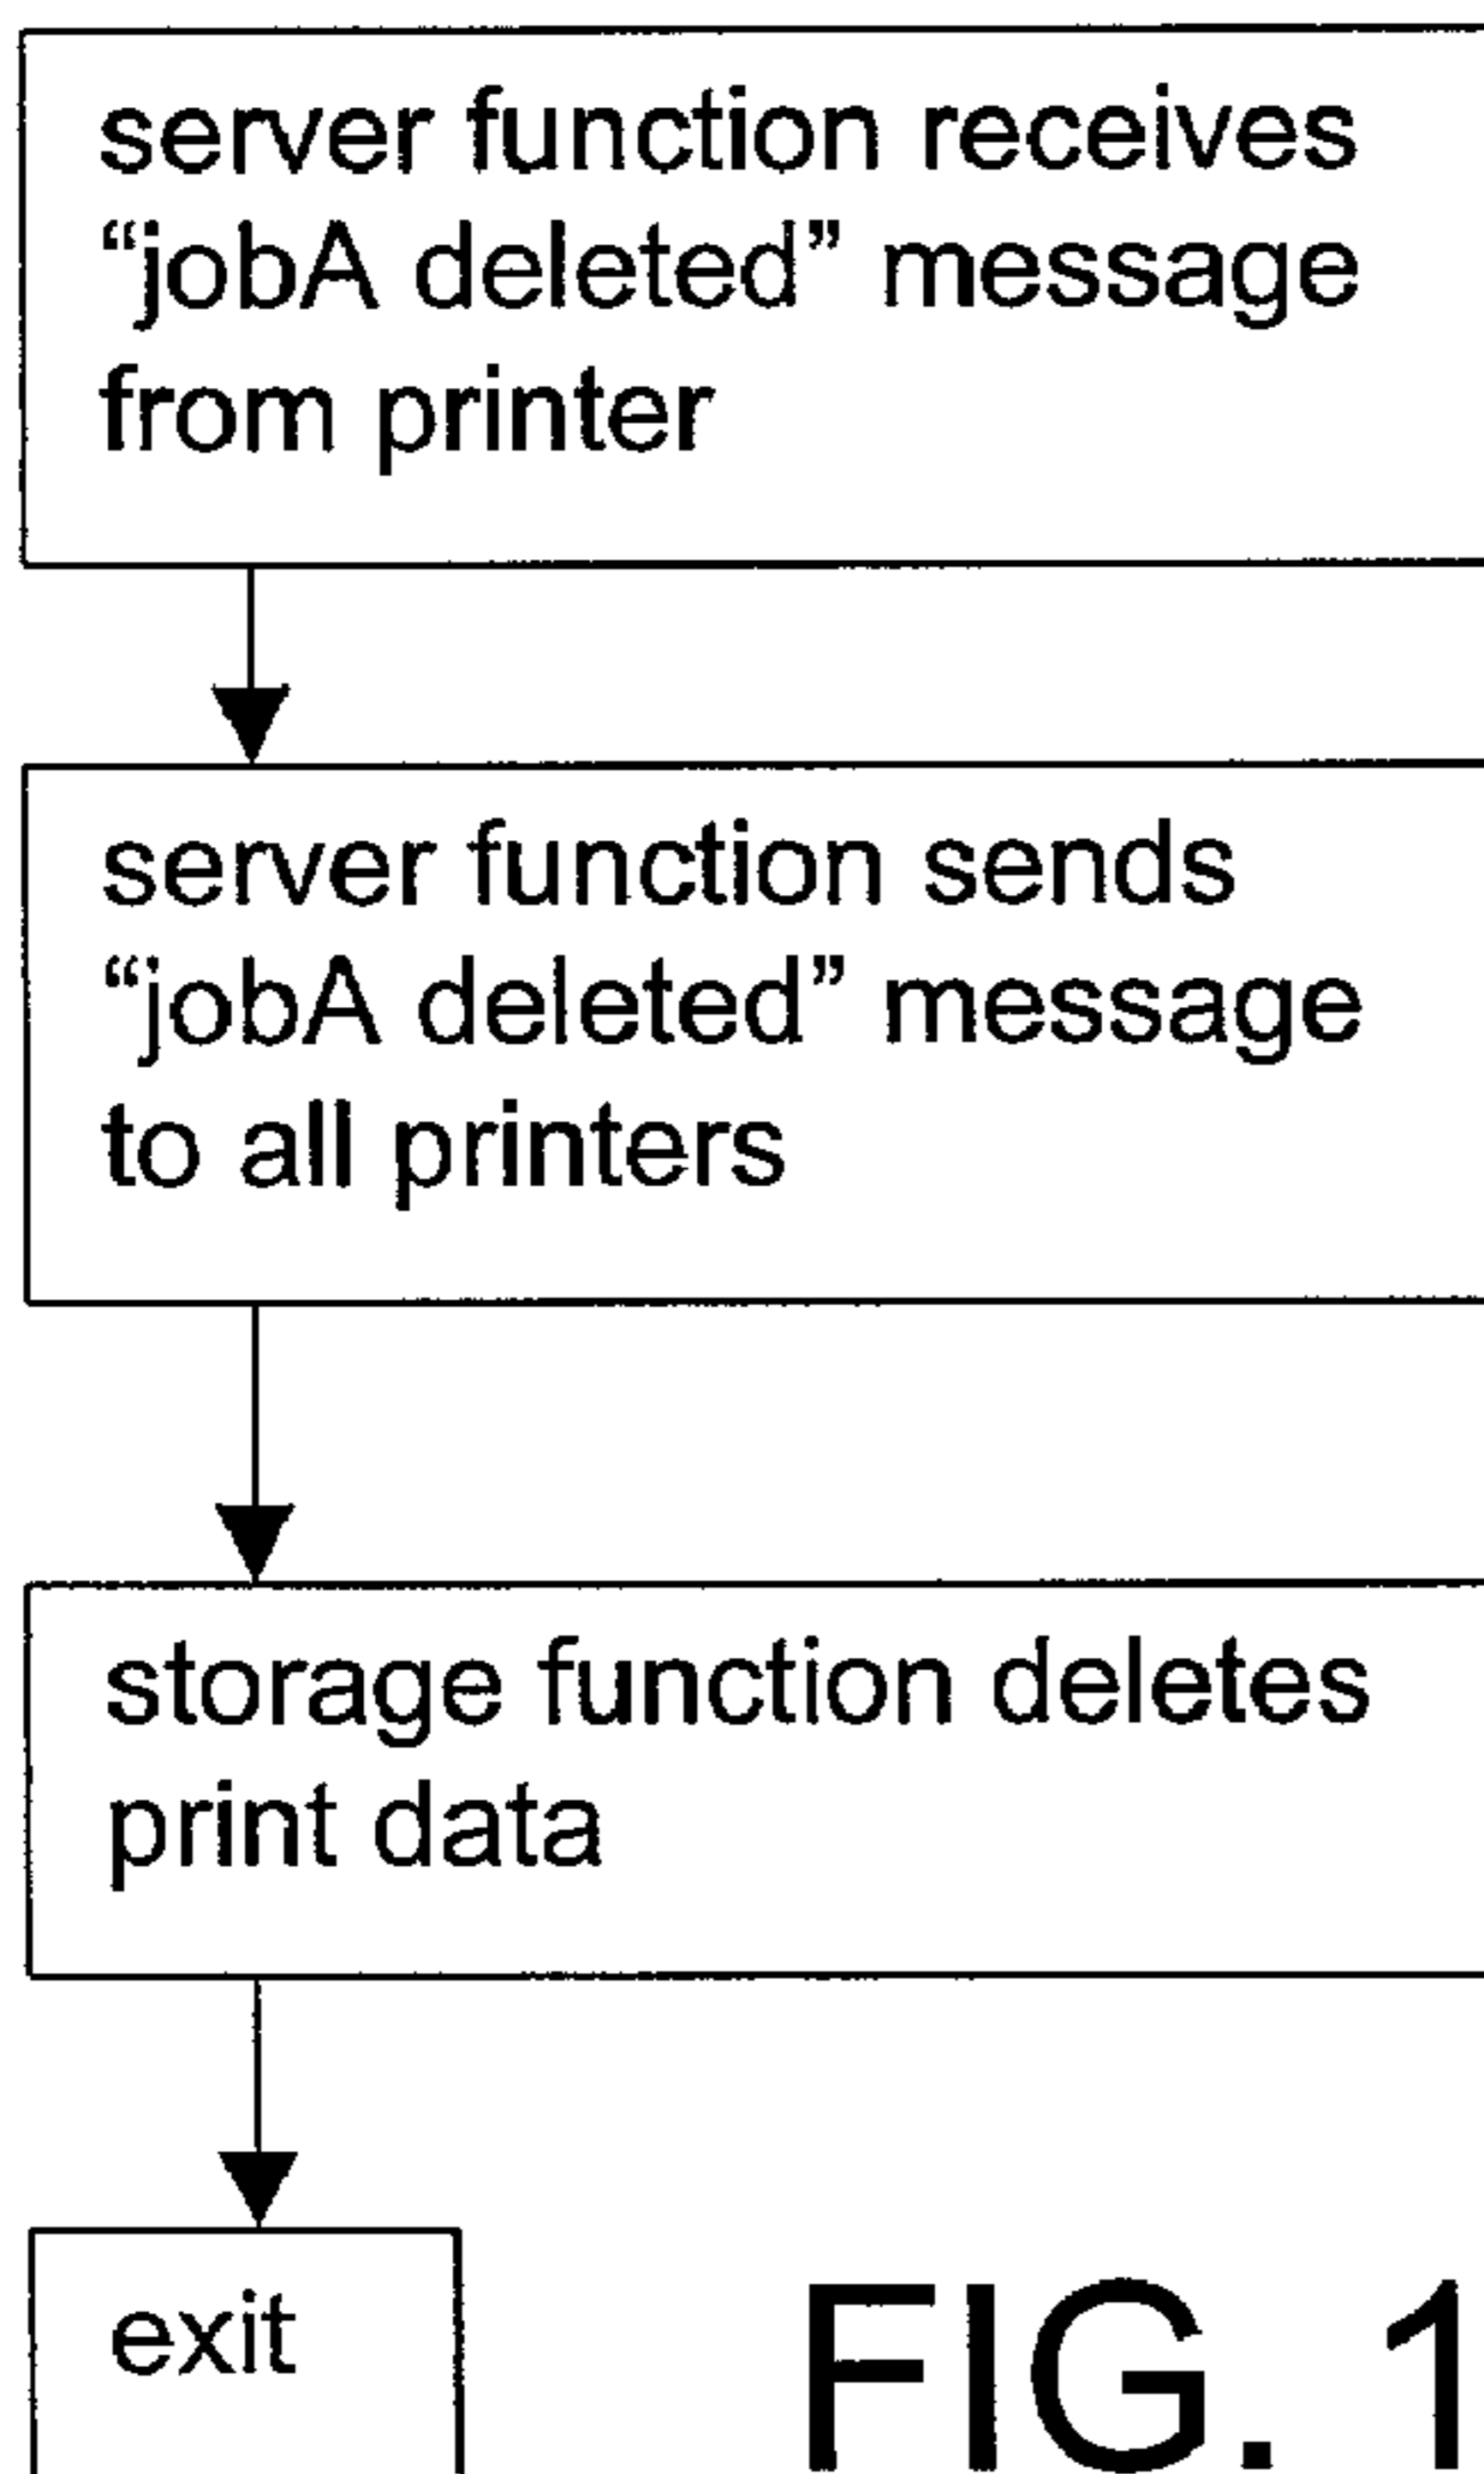 server function receives
“jobA deleted” message
from printer
server function sends
“jobA deleted” message
to all printers
storage function deletes
print data
exit
FIG. 1